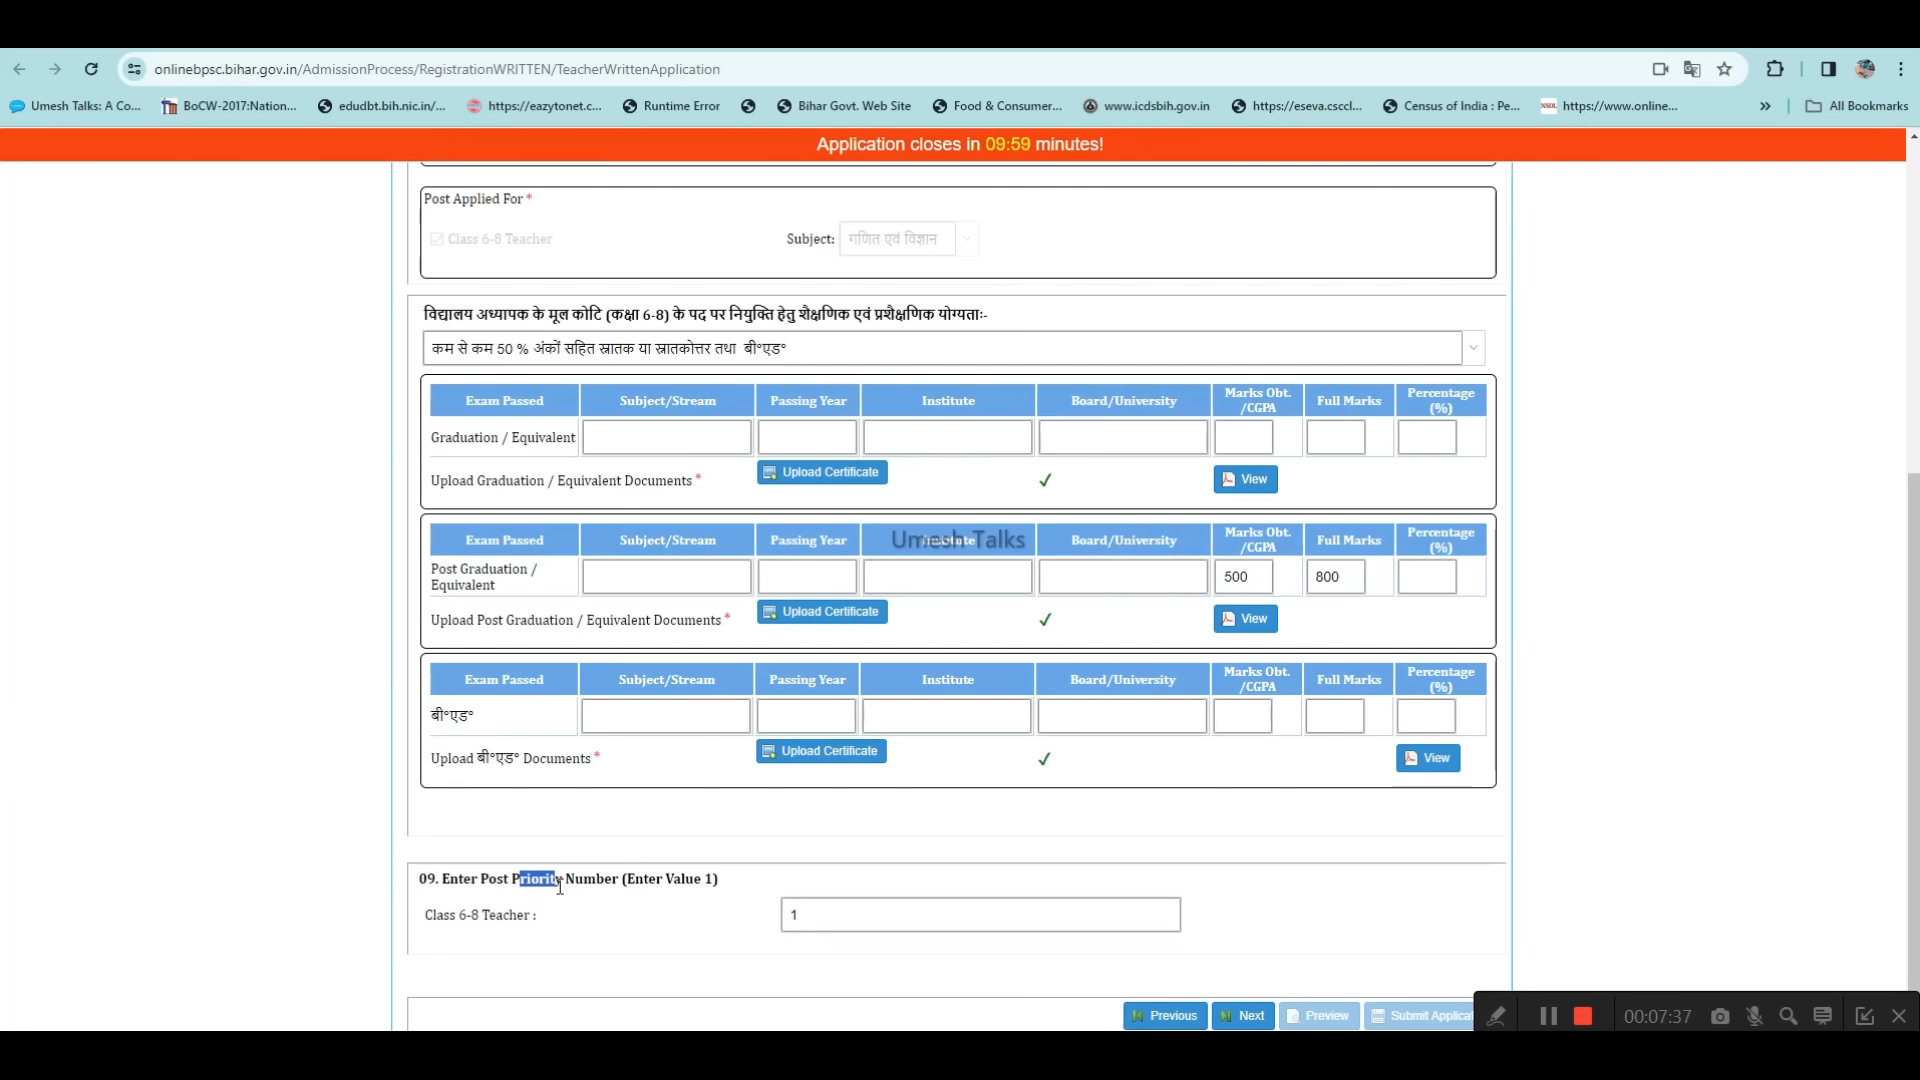 onlinebpsc.bihar.gov.in/AdmissionProcess/RegistrationWRITTEN/TeacherWrittenApplication
Umesh Talks: A Co... BoCW-2017:Nation... edudbt.bih.nic.in/... https://eazytonet.c... Runtime Error Bihar Govt. Web Site Food & Consumer... www.icdsbih.gov.in https://eseva.csccl... Census of India : Pe... NSDL https://www.online... » All Bookmarks
Application closes in 09:59 minutes!
Post Applied For *
Class 6-8 Teacher Subject: गणित एवं विज्ञान
विद्यालय अध्यापक के मूल कोटि (कक्षा 6-8) के पद पर नियुक्ति हेतु शैक्षणिक एवं प्रशैक्षणिक योग्यताः-
कम से कम 50 % अंकों सहित स्नातक या स्नातकोत्तर तथा बी॰एड॰
Exam Passed Subject/Stream Passing Year Institute Board/University Marks Obt. /CGPA Full Marks Percentage (%)
Graduation / Equivalent
Upload Graduation / Equivalent Documents * Upload Certificate ✓ View
Exam Passed Subject/Stream Passing Year Institute Board/University Marks Obt. /CGPA Full Marks Percentage (%)
Umesh Talks
Post Graduation / Equivalent 500 800
Upload Post Graduation / Equivalent Documents * Upload Certificate ✓ View
Exam Passed Subject/Stream Passing Year Institute Board/University Marks Obt. /CGPA Full Marks Percentage (%)
बी॰एड॰
Upload बी॰एड॰ Documents * Upload Certificate ✓ View
09. Enter Post Priority Number (Enter Value 1)
Class 6-8 Teacher : 1
Previous Next Preview Submit Applicat
00:07:37